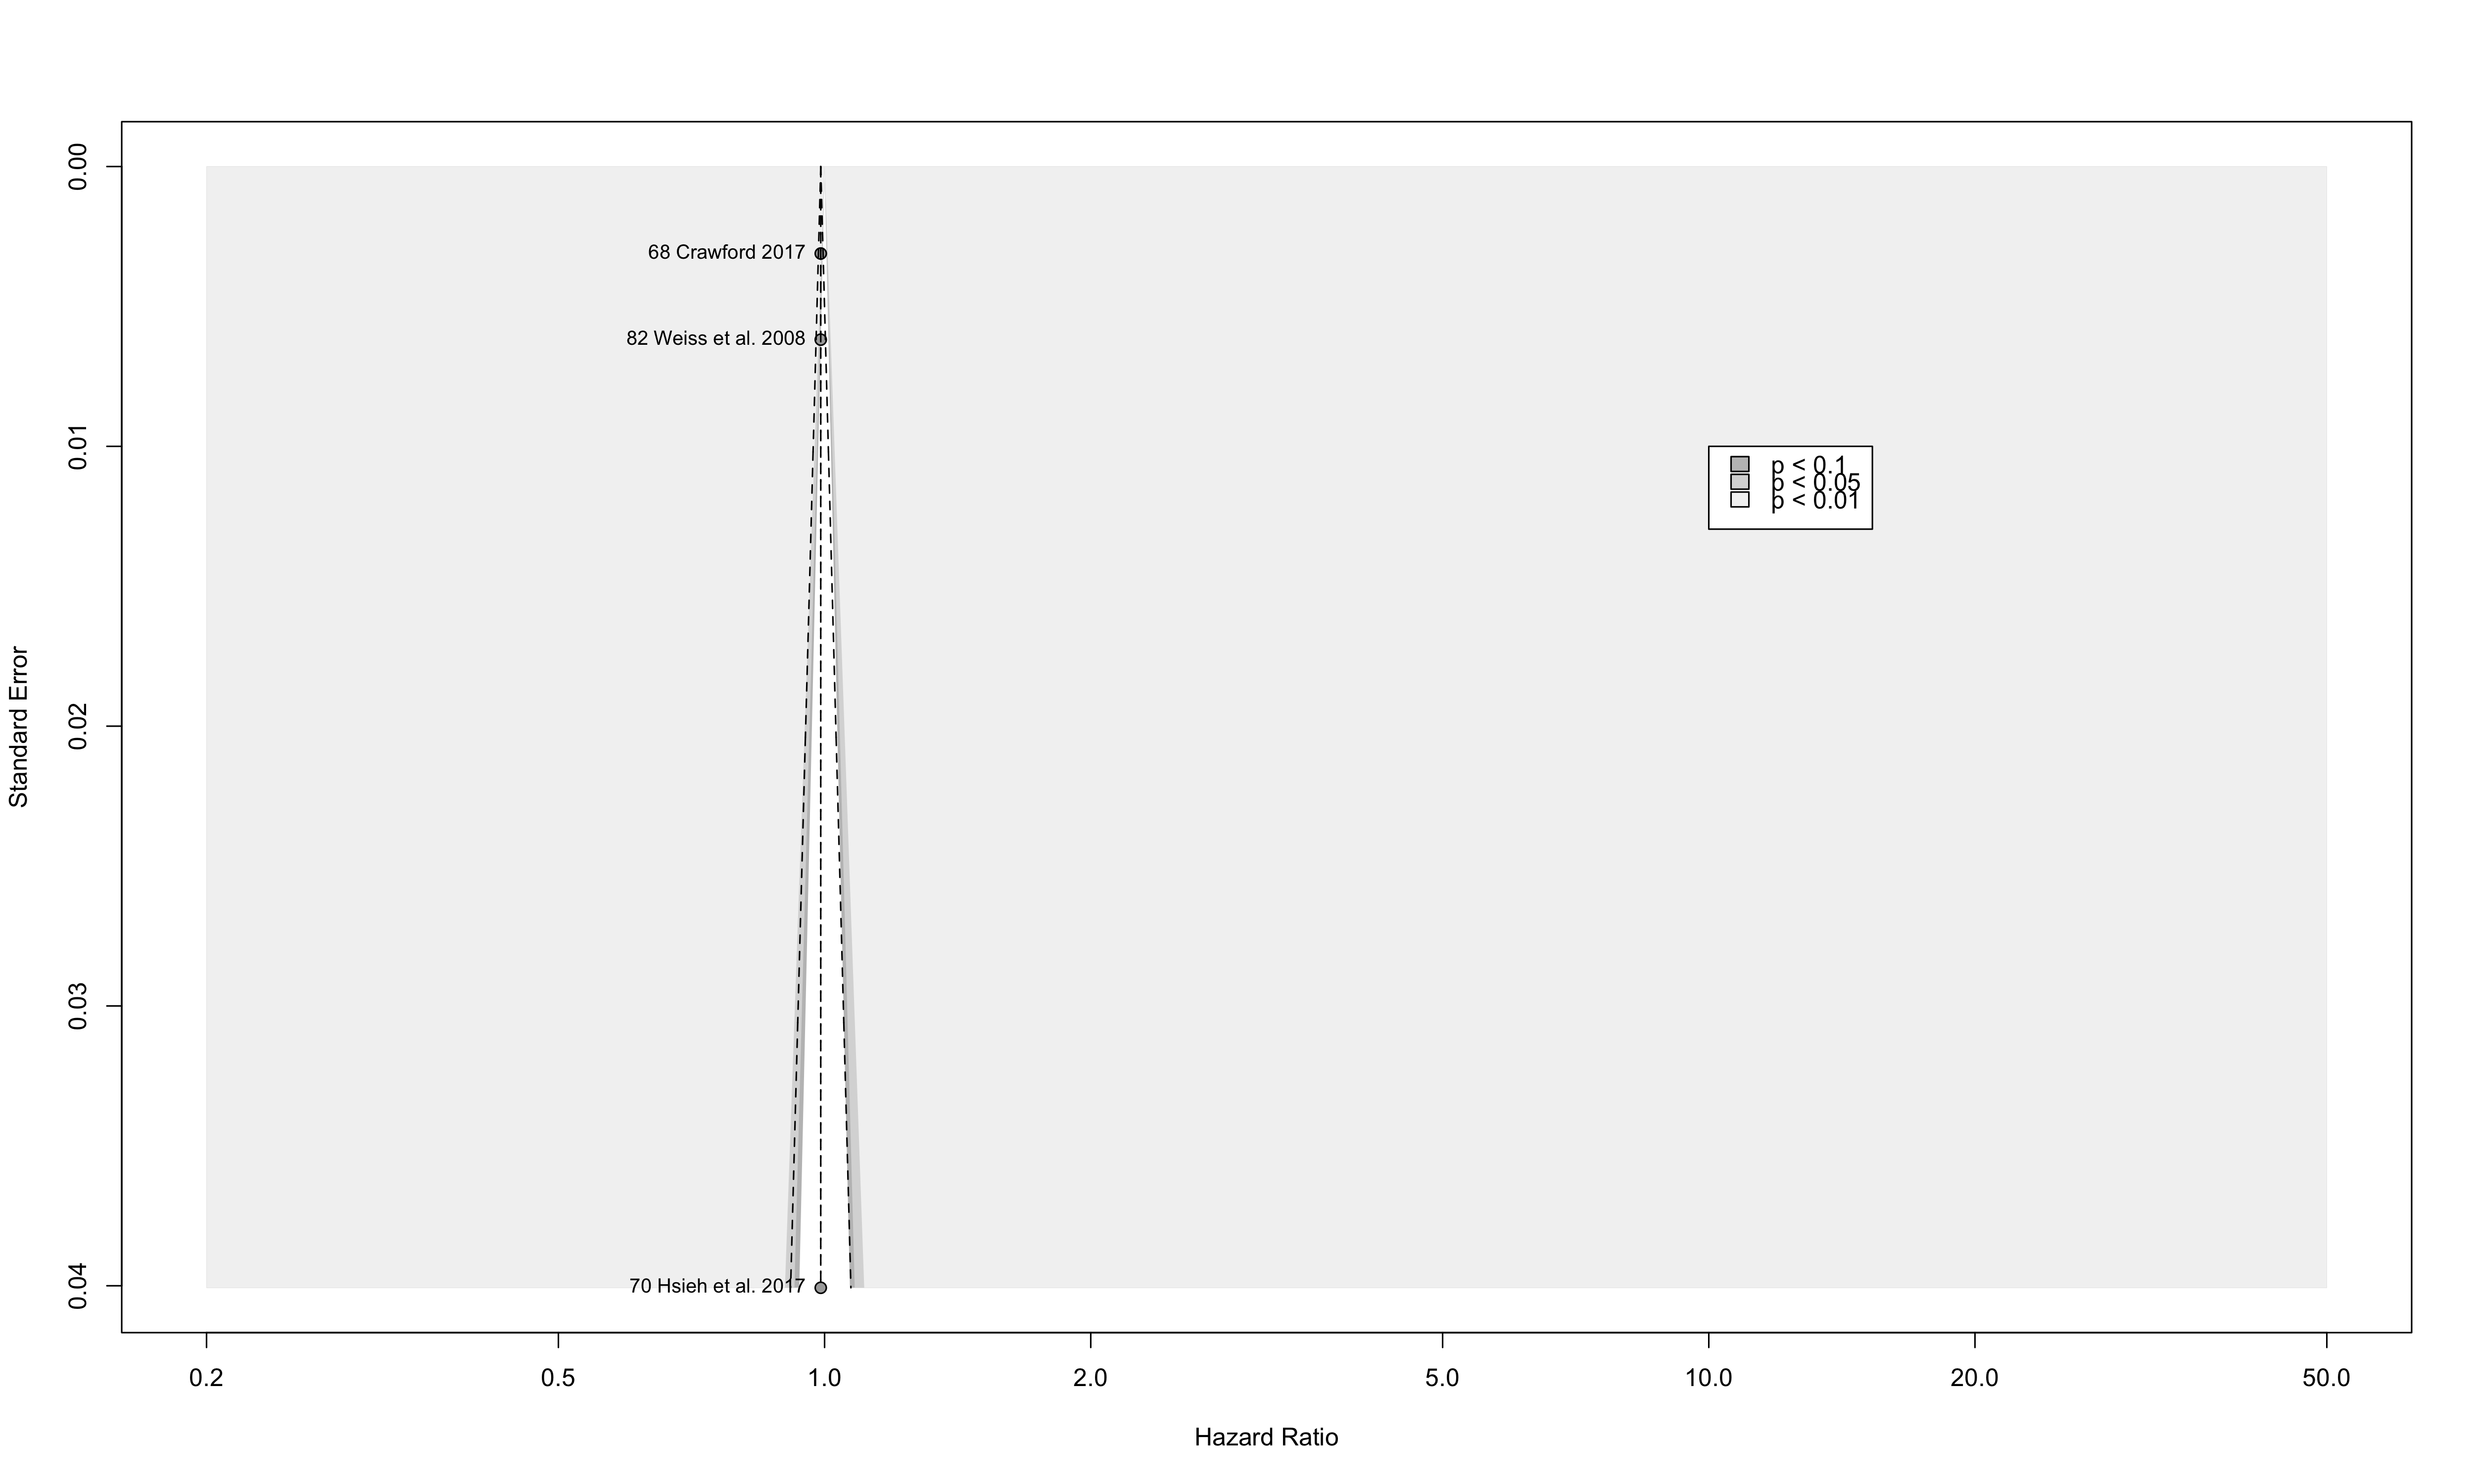 0.00
68 Crawford 2017
82 Weiss et al. 2008
0.01
p < 0.1
p < 0.05
p < 0.01
Standard Error
0.02
0.03
0.04
70 Hsieh et al. 2017
0.2 0.5 1.0 2.0 5.0 10.0 20.0 50.0
Hazard Ratio